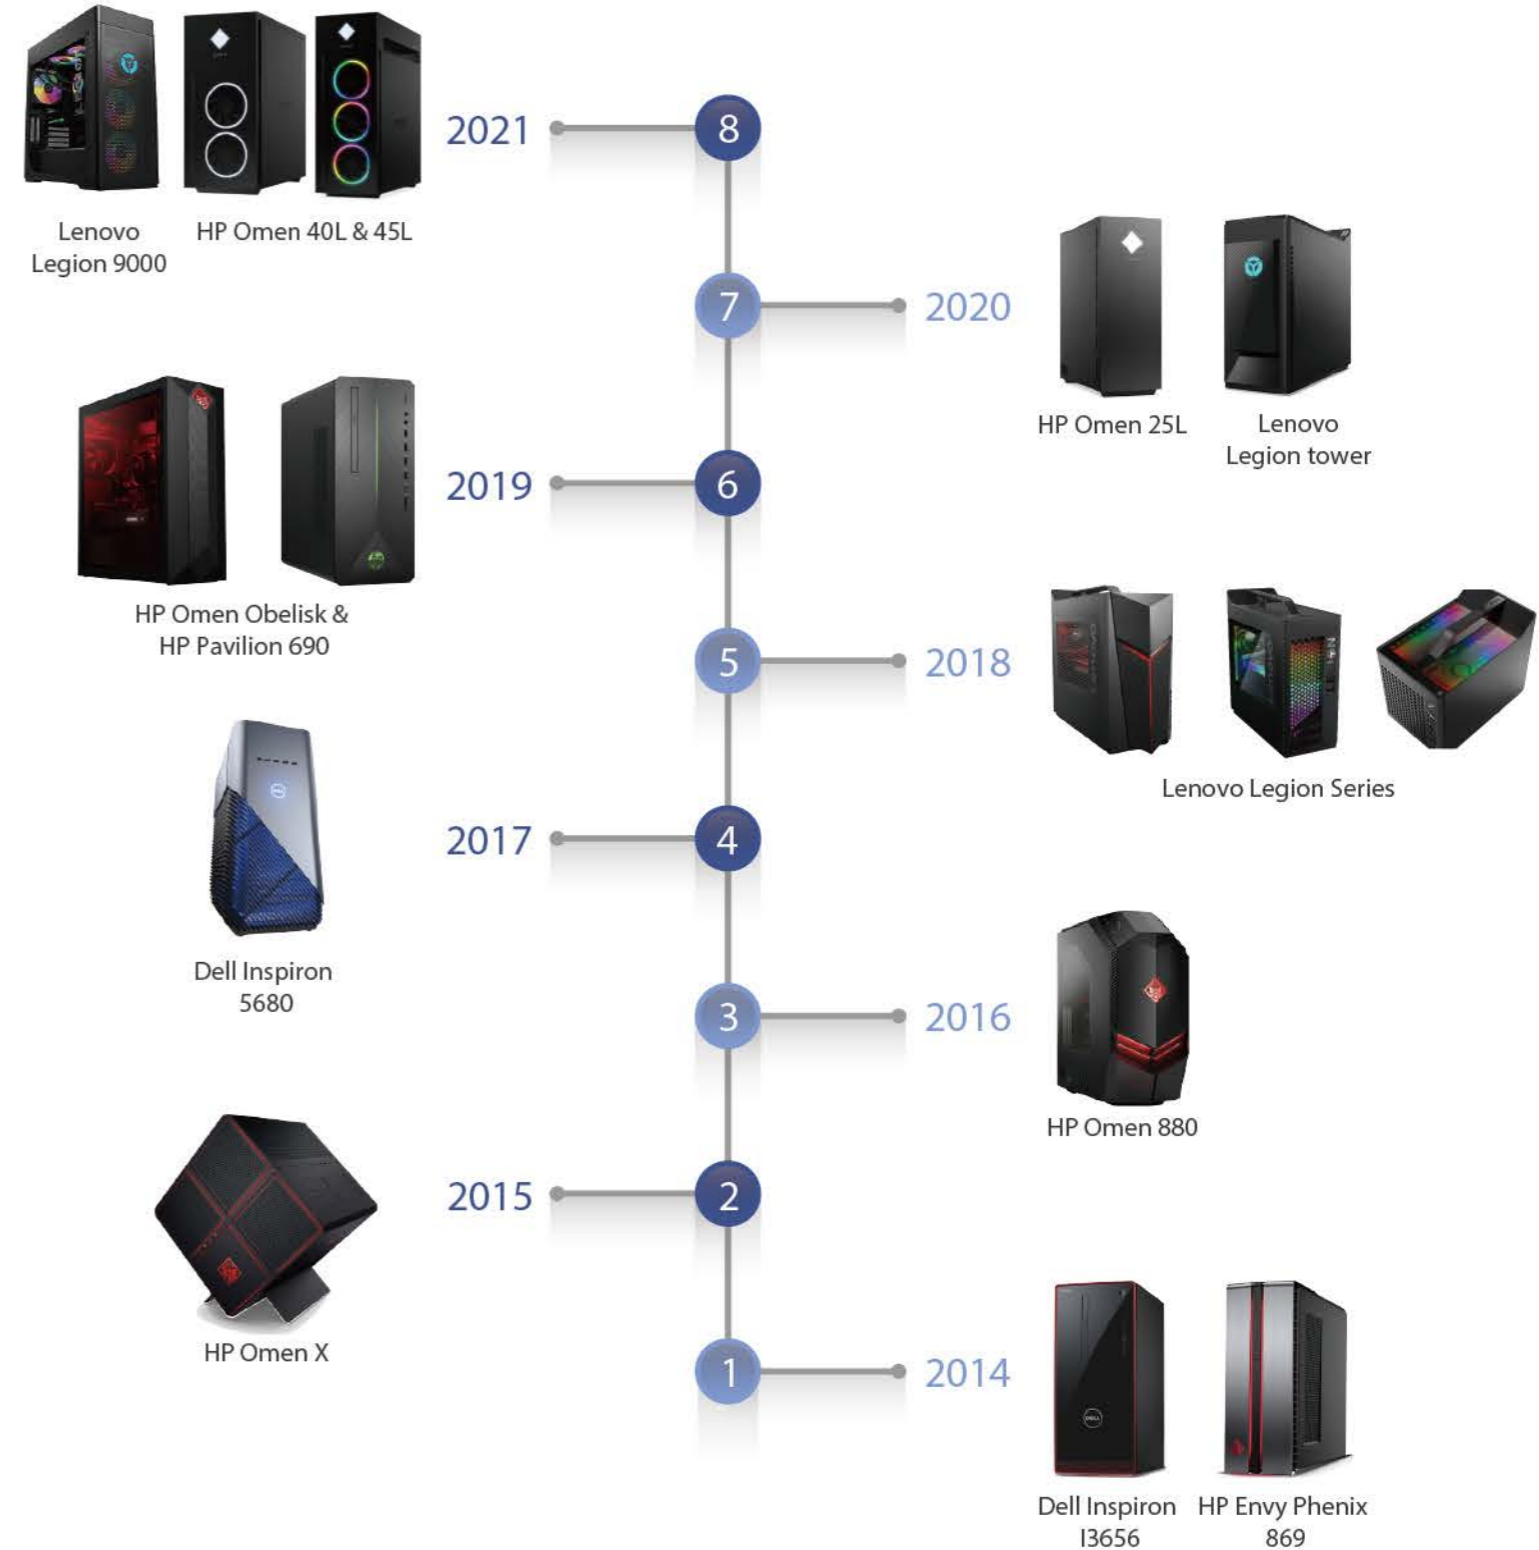 2021
8
Lenovo
Legion 9000
HP Omen 40L & 45L
7
2020
HP Omen 25L
Lenovo
Legion tower
2019
6
HP Omen Obelisk &
HP Pavilion 690
5
2018
Lenovo Legion Series
2017
4
Dell Inspiron
5680
3
2016
HP Omen 880
2015
2
HP Omen X
1
2014
DELL
Dell Inspiron
I3656
HP Envy Phenix
869